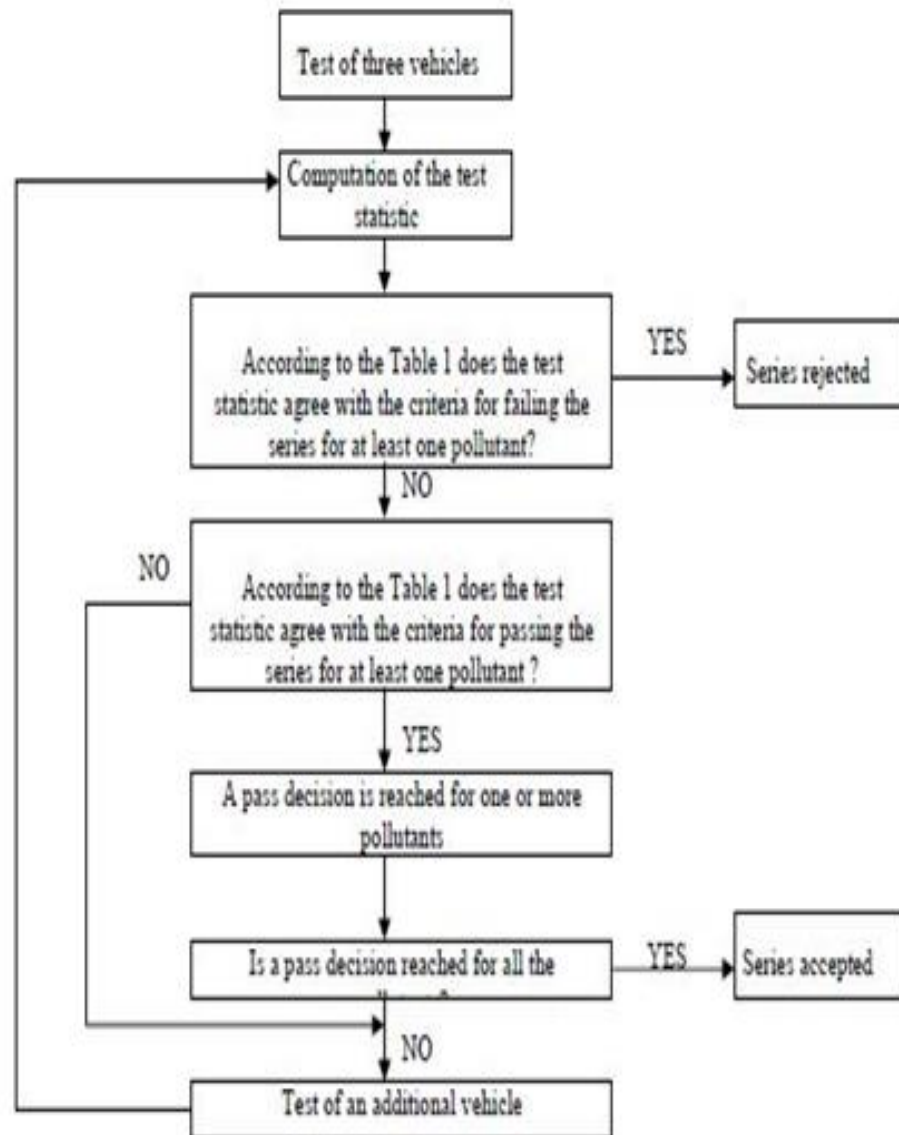 Test of three vehicles
Computation of the test
statistic
According to the Table 1 does the test
statistic agree with the criteria for failing the
series for at least one pollutant?
YES
Series rejected
NO
According to the Table 1 does the test
statistic agree with the criteria for passing the
series for at least one pollutant ?
NO
YES
A pass decision is reached for one or more
pollutants
Is a pass decision reached for all the
YES
Series accepted
NO
Test of an additional vehicle